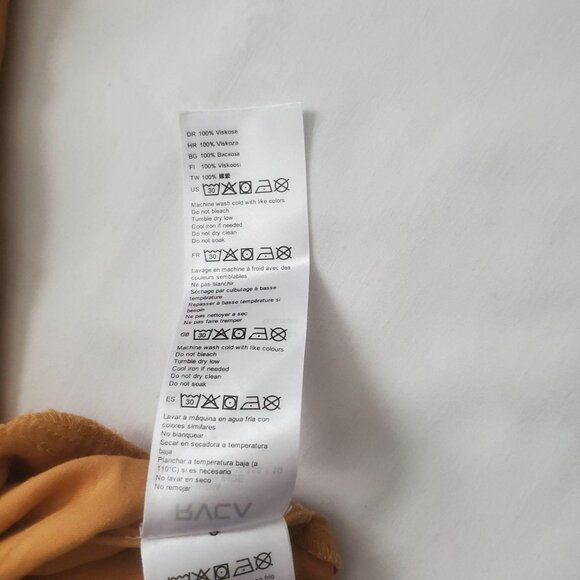 DR 100% Viskose
HR 100% Viskoza
BG 100% Вискоза
FI 100% Viskoosi
TW 100% 嫘縈
US 30
Machine wash cold with like colors
Do not bleach
Tumble dry low
Cool iron if needed
Do not dry clean
Do not soak
FR 30
Lavage en machine à froid avec des
couleurs semblables
Ne pas blanchir
Séchage par culbutage à basse
température
Repasser à basse température si
besoin
Ne pas nettoyer a sec
Ne pas faire tremper
GB 30
Machine wash cold with like colours
Do not bleach
Tumble dry low
Cool iron if needed
Do not dry clean
Do not soak
ES 30
Lavar à máquina en agua fria con
colores similares
No blanquear
Secar en secadora a temperatura
baja
Planchar a temperatura baja (a
110°C) si es necesario
No lavar en seco
No remojar
RVCA